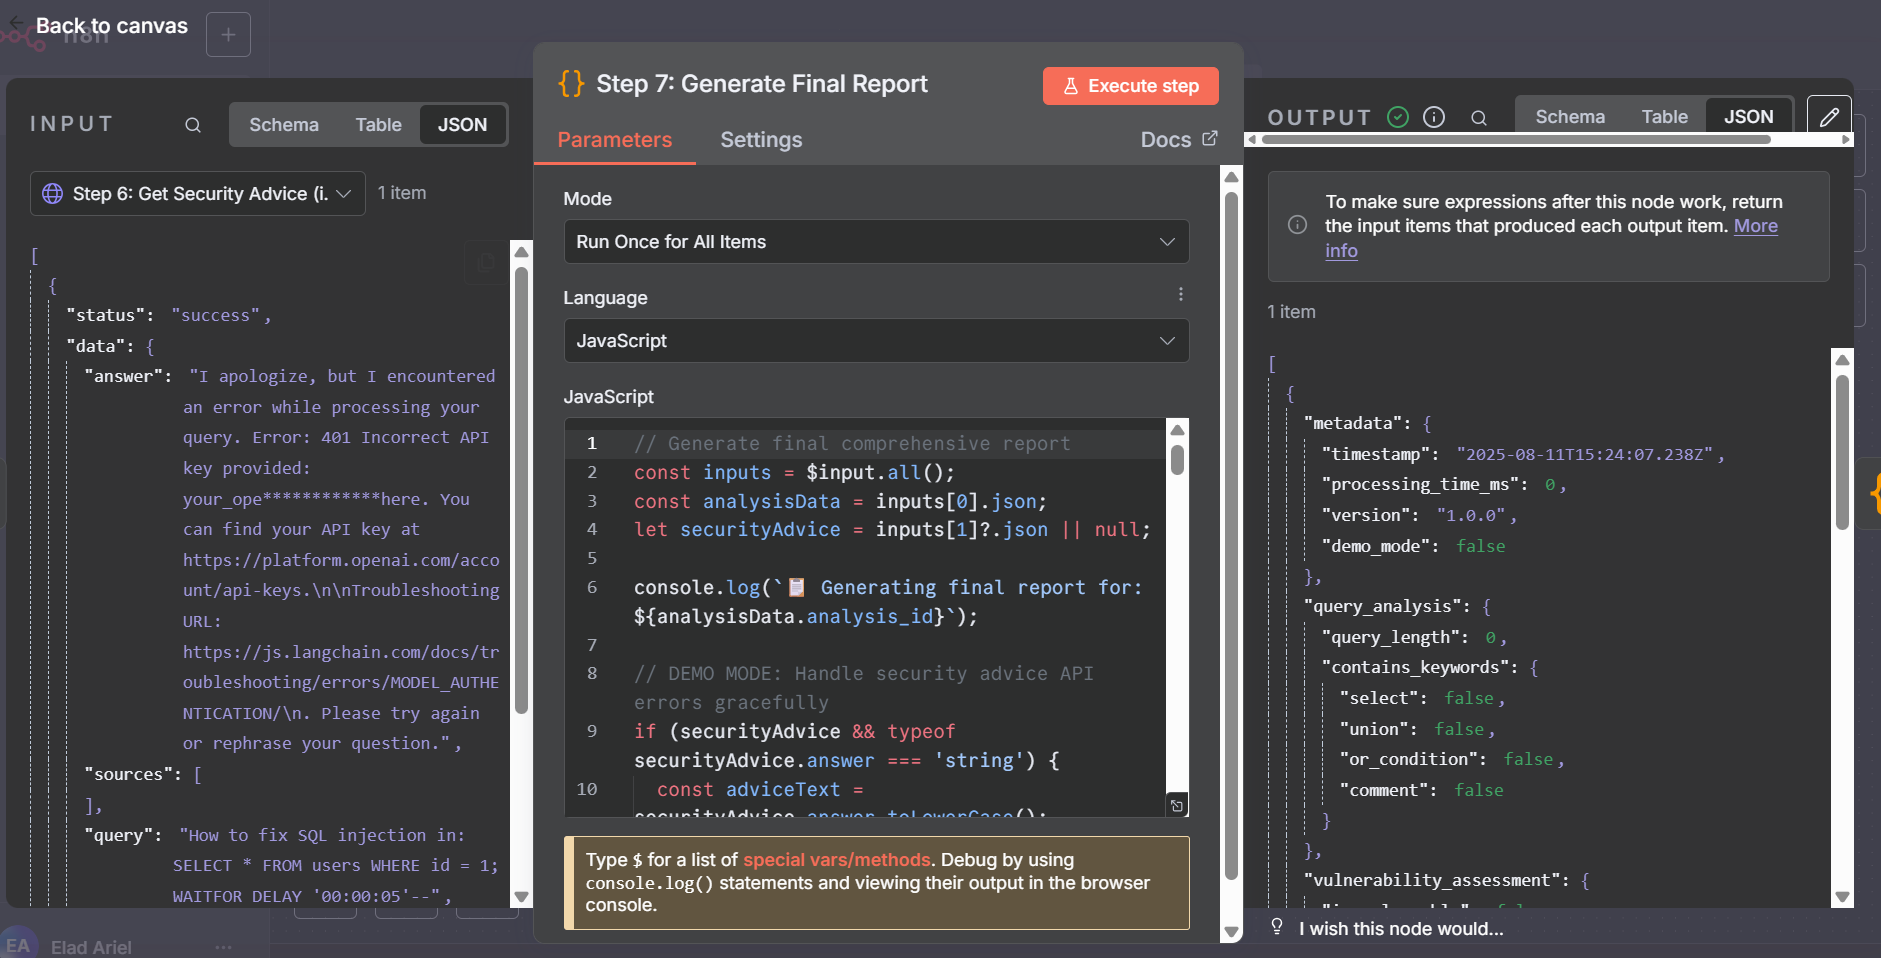 Back to canvas
n8n
+
INPUT
Schema
Table
JSON
Step 6: Get Security Advice (i.
1 item
[
{
"status": "success",
"data": {
"answer": "I apologize, but I encountered
an error while processing your
query. Error: 401 Incorrect API
key provided:
your_ope************here. You
can find your API key at
https://platform.openai.com/acco
unt/api-keys.\n\nTroubleshooting
URL:
https://js.langchain.com/docs/tr
oubleshooting/errors/MODEL_AUTHE
NTICATION/\n. Please try again
or rephrase your question.",
"sources": [
],
"query": "How to fix SQL injection in:
SELECT * FROM users WHERE id = 1;
WAITFOR DELAY '00:00:05'--",
EA
Elad Ariel
...
{} Step 7: Generate Final Report
Execute step
Parameters
Settings
Docs
Mode
Run Once for All Items
Language
JavaScript
JavaScript
1 // Generate final comprehensive report
2 const inputs = $input.all();
3 const analysisData = inputs[0].json;
4 let securityAdvice = inputs[1]?.json || null;
5
6 console.log(`📋 Generating final report for:
${analysisData.analysis_id}`);
7
8 // DEMO MODE: Handle security advice API
errors gracefully
9 if (securityAdvice && typeof
securityAdvice.answer === 'string') {
10 const adviceText =
securityAdvice.answer.toLowerCase();
Type $ for a list of special vars/methods. Debug by using
console.log() statements and viewing their output in the browser
console.
OUTPUT
Schema
Table
JSON
To make sure expressions after this node work, return
the input items that produced each output item. More
info
1 item
[
{
"metadata": {
"timestamp": "2025-08-11T15:24:07.238Z",
"processing_time_ms": 0,
"version": "1.0.0",
"demo_mode": false
},
"query_analysis": {
"query_length": 0,
"contains_keywords": {
"select": false,
"union": false,
"or_condition": false,
"comment": false
}
},
"vulnerability_assessment": {
I wish this node would...